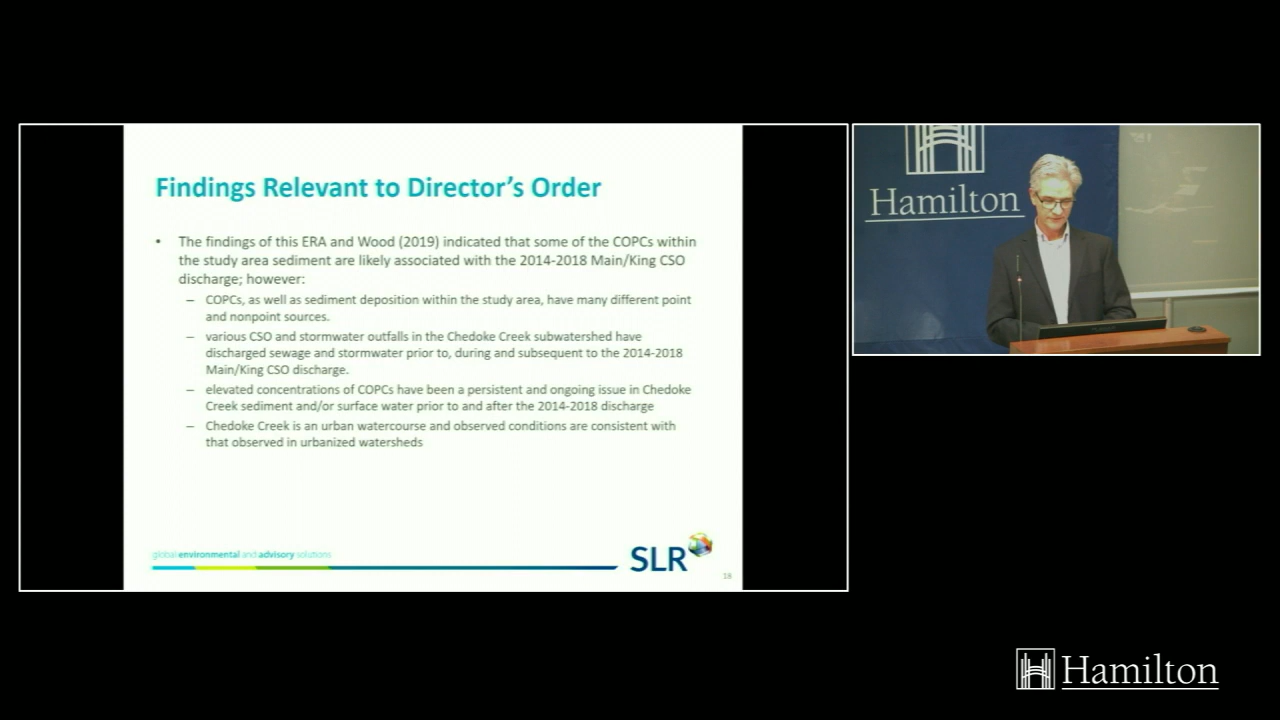 Findings Relevant to Director's Order
• The findings of this ERA and Wood (2019) indicated that some of the COPCs within
the study area sediment are likely associated with the 2014-2018 Main/King CSO
discharge; however:
– COPCs, as well as sediment deposition within the study area, have many different point
and nonpoint sources.
– various CSO and stormwater outfalls in the Chedoke Creek subwatershed have
discharged sewage and stormwater prior to, during and subsequent to the 2014-2018
Main/King CSO discharge.
– elevated concentrations of COPCs have been a persistent and ongoing issue in Chedoke
Creek sediment and/or surface water prior to and after the 2014-2018 discharge
– Chedoke Creek is an urban watercourse and observed conditions are consistent with
that observed in urbanized watersheds
global environmental and advisory solutions
SLR
18
Hamilton
Hamilton